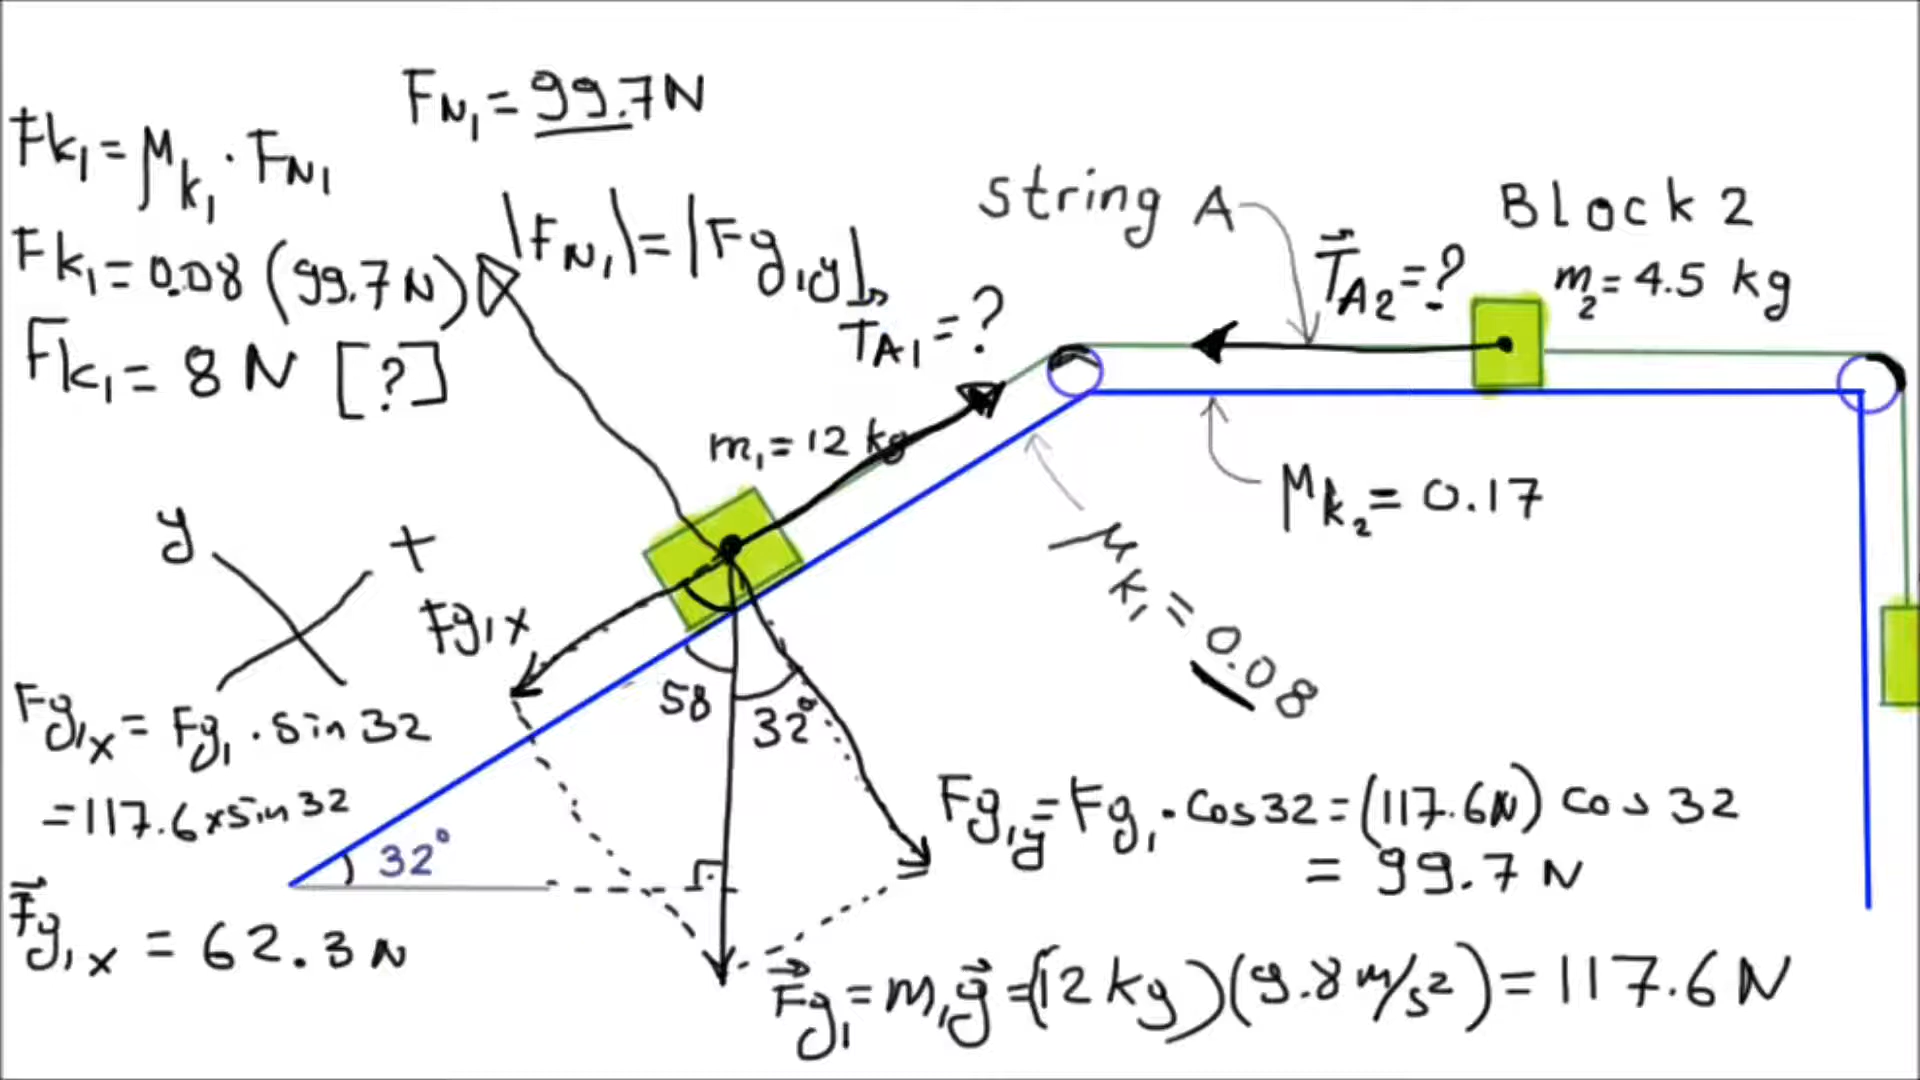 FN₁ = 99.7N
Fk₁ = μk₁ · FN₁
Fk₁ = 0.08 (99.7 N)
Fk₁ = 8 N [?]
|FN₁| = |Fg₁y|
TA₁ = ?
string A
TA2 = ?
Block 2
m₂ = 4.5 kg
m₁ = 12 kg
μk₂ = 0.17
μk₁ = 0.08
y
+
Fg₁x
58
32°
Fg₁x = Fg₁ · sin 32
= 117.6 x sin 32
Fg₁x = 62.3 N
32°
Fg₁y = Fg₁ · cos 32 = (117.6N) cos 32
= 99.7 N
Fg₁ = m₁g = (12 kg)(9.8 m/s²) = 117.6 N